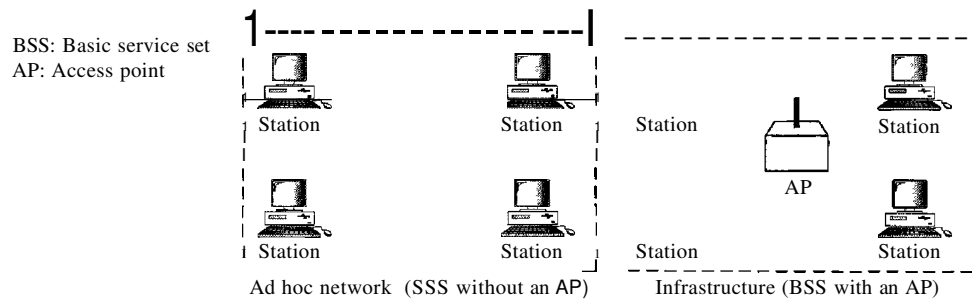 BSS: Basic service set
AP: Access point
Station Station Station Station
AP
Station Station Station Station
Ad hoc network (SSS without an AP) Infrastructure (BSS with an AP)